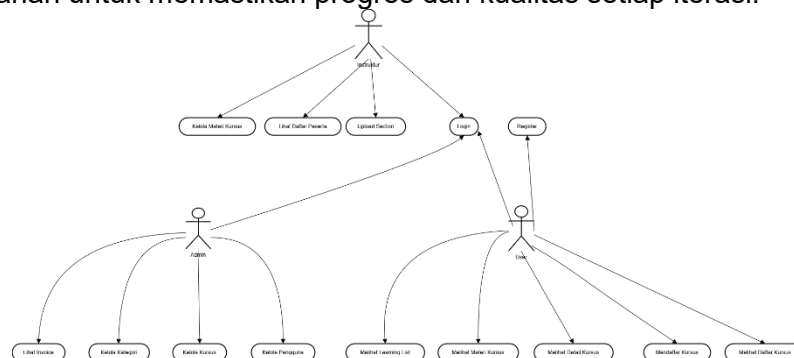 untuk memastikan progres dan kualitas setiap iterasi.
Instruktur
Kelola Materi Kursus
Lihat Daftar Peserta
Upload Section
Login
Register
Admin
User
Lihat Invoice
Kelola Kategori
Kelola Kursus
Kelola Pengguna
Melihat Learning List
Melihat Materi Kursus
Melihat Detail Kursus
Mendaftar Kursus
Melihat Daftar Kursus